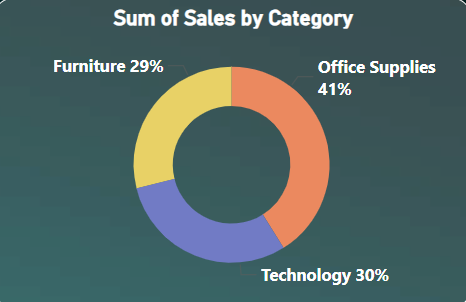 Sum of Sales by Category
Furniture 29%
Office Supplies
41%
Technology 30%